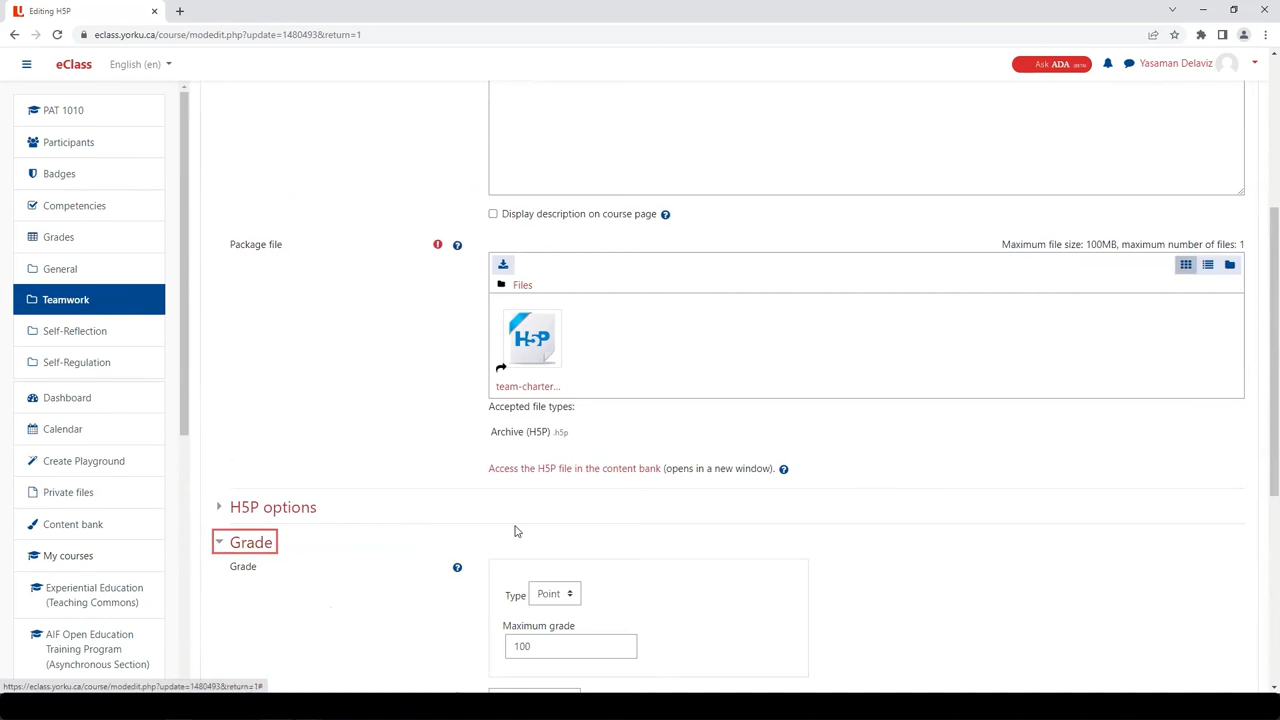 Editing H5P
eclass.yorku.ca/course/modedit.php?update=1480493&return=1
eClass
English (en)
Ask ADA (BETA)
Yasaman Delaviz
PAT 1010
Participants
Badges
Competencies
Grades
General
Teamwork
Self-Reflection
Self-Regulation
Dashboard
Calendar
Create Playground
Private files
Content bank
My courses
Experiential Education
(Teaching Commons)
AIF Open Education
Training Program
(Asynchronous Section)
Display description on course page
Package file
Maximum file size: 100MB, maximum number of files: 1
Files
H5P
team-charter...
Accepted file types:
Archive (H5P) .h5p
Access the H5P file in the content bank (opens in a new window).
H5P options
Grade
Grade
Type Point
Maximum grade
100
https://eclass.yorku.ca/course/modedit.php?update=1480493&return=1#